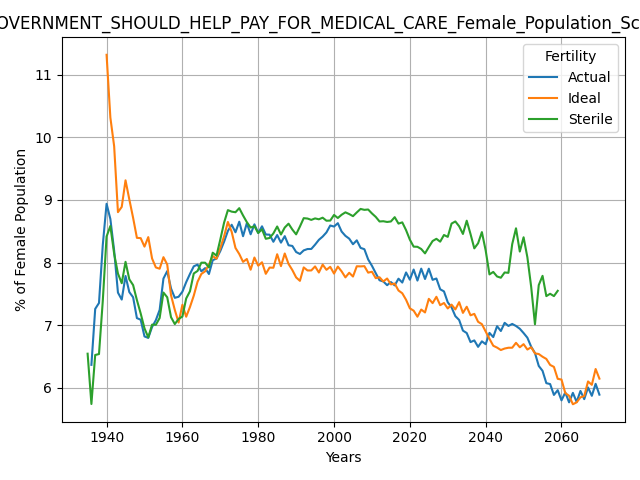 OVERNMENT_SHOULD_HELP_PAY_FOR_MEDICAL_CARE_Female_Population_Sc
Fertility
Actual
Ideal
Sterile
% of Female Population
11
10
9
8
7
6
1940
1960
1980
2000
2020
2040
2060
Years